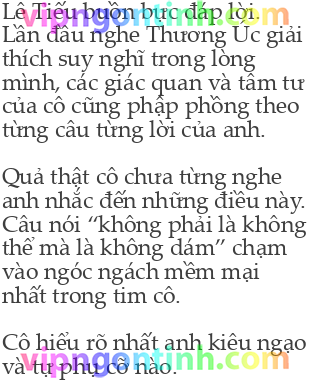 Lê Tiếu buồn bực đáp lời.
Lần đầu nghe Thương Úc giải
thích suy nghĩ trong lòng
mình, các giác quan và tâm tư
của cô cũng phập phồng theo
từng câu từng lời của anh.
Quả thật cô chưa từng nghe
anh nhắc đến những điều này.
Câu nói “không phải là không
thể mà là không dám” chạm
vào ngóc ngách mềm mại
nhất trong tim cô.
Cô hiểu rõ nhất anh kiêu ngạo
và tự phụ cỡ nào.
vipngontinh.com
vipngontinh.com